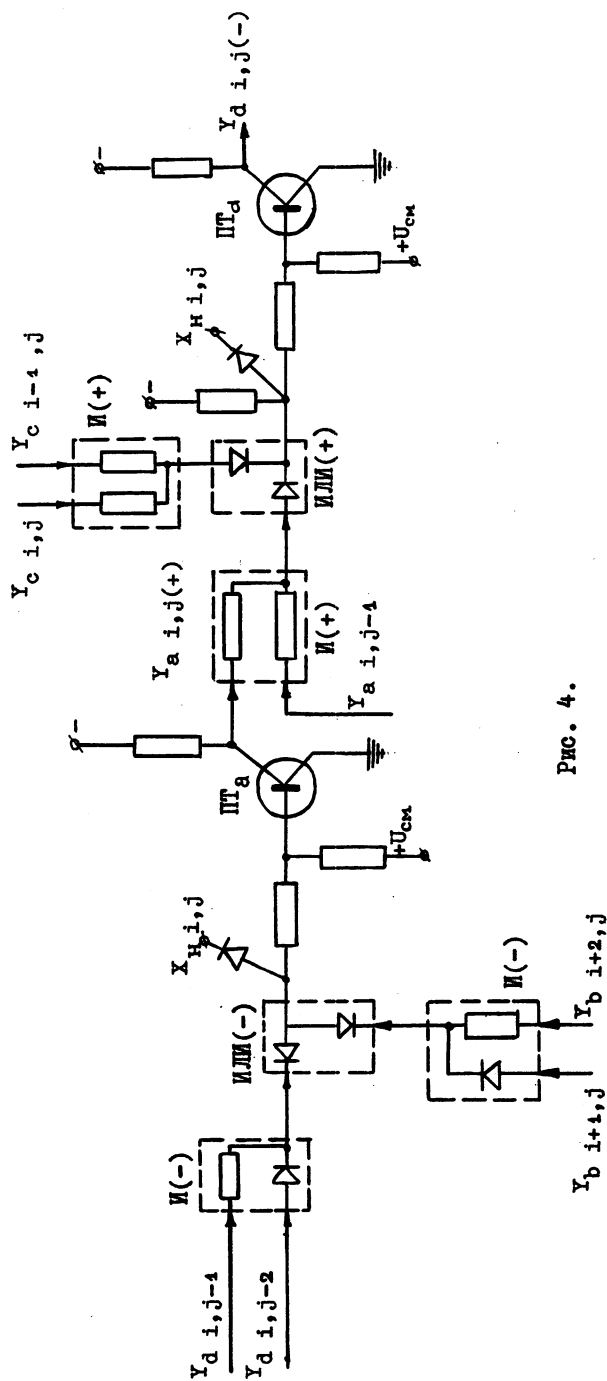 Y_d i,j-1
Y_d i,j-2
И(-)
ИЛИ(-)
X_н i,j
Y_b i+1,j
Y_b i+2,j
И(-)
+U_см
ПТ_a
-
Y_a i,j(+)
И(+)
Y_a i,j-1
Y_c i,j
Y_c i-1,j
И(+)
ИЛИ(+)
-
X_н i,j
+U_см
ПТ_d
-
Y_d i,j(-)
Рис. 4.